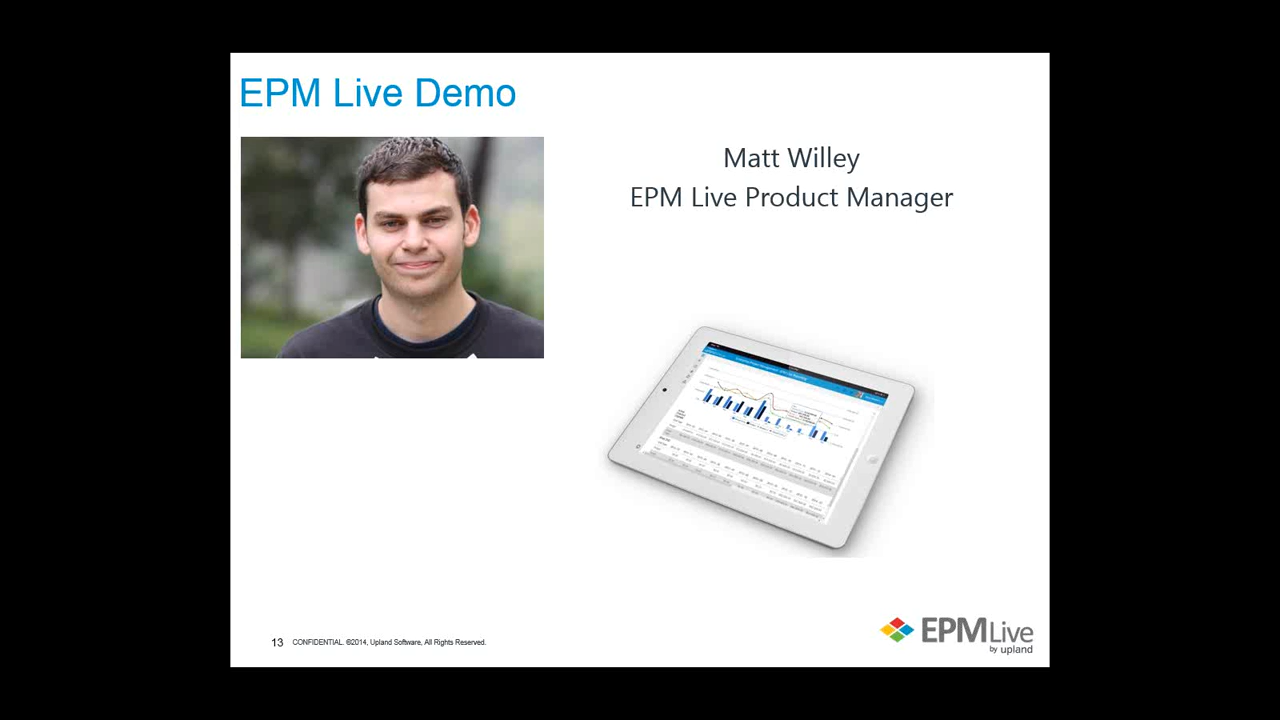 EPM Live Demo
Matt Willey
EPM Live Product Manager
13 CONFIDENTIAL. ©2014, Upland Software, All Rights Reserved.
EPMLive
by upland